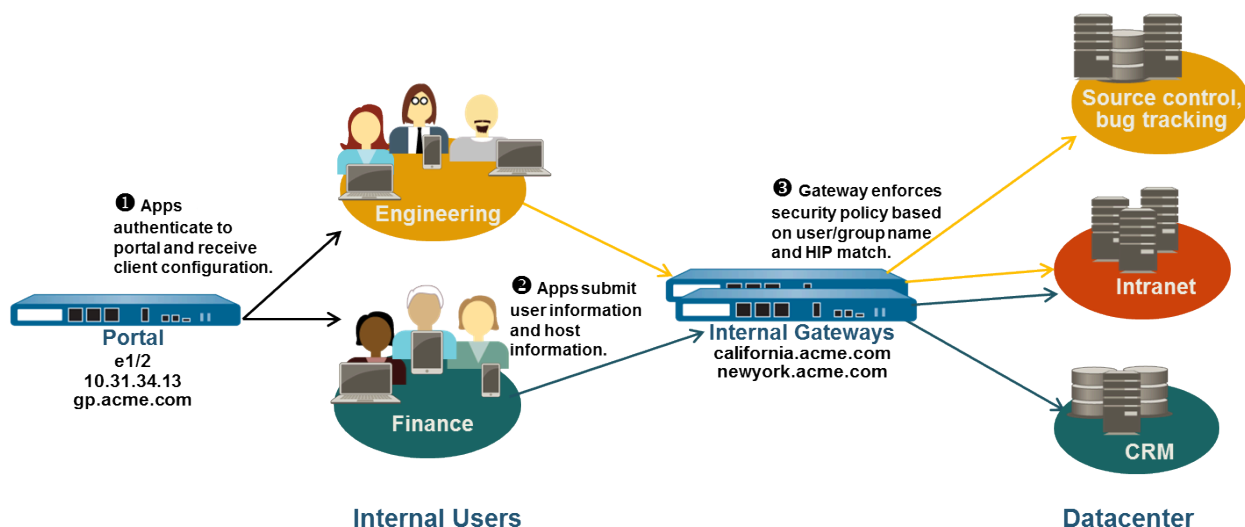 Source control,
bug tracking
❶ Apps
authenticate to
portal and receive
client configuration.
Engineering
❸ Gateway enforces
security policy based
on user/group name
and HIP match.
❷ Apps submit
user information
and host
information.
Intranet
Portal
e1/2
10.31.34.13
gp.acme.com
Internal Gateways
california.acme.com
newyork.acme.com
Finance
CRM
Internal Users
Datacenter